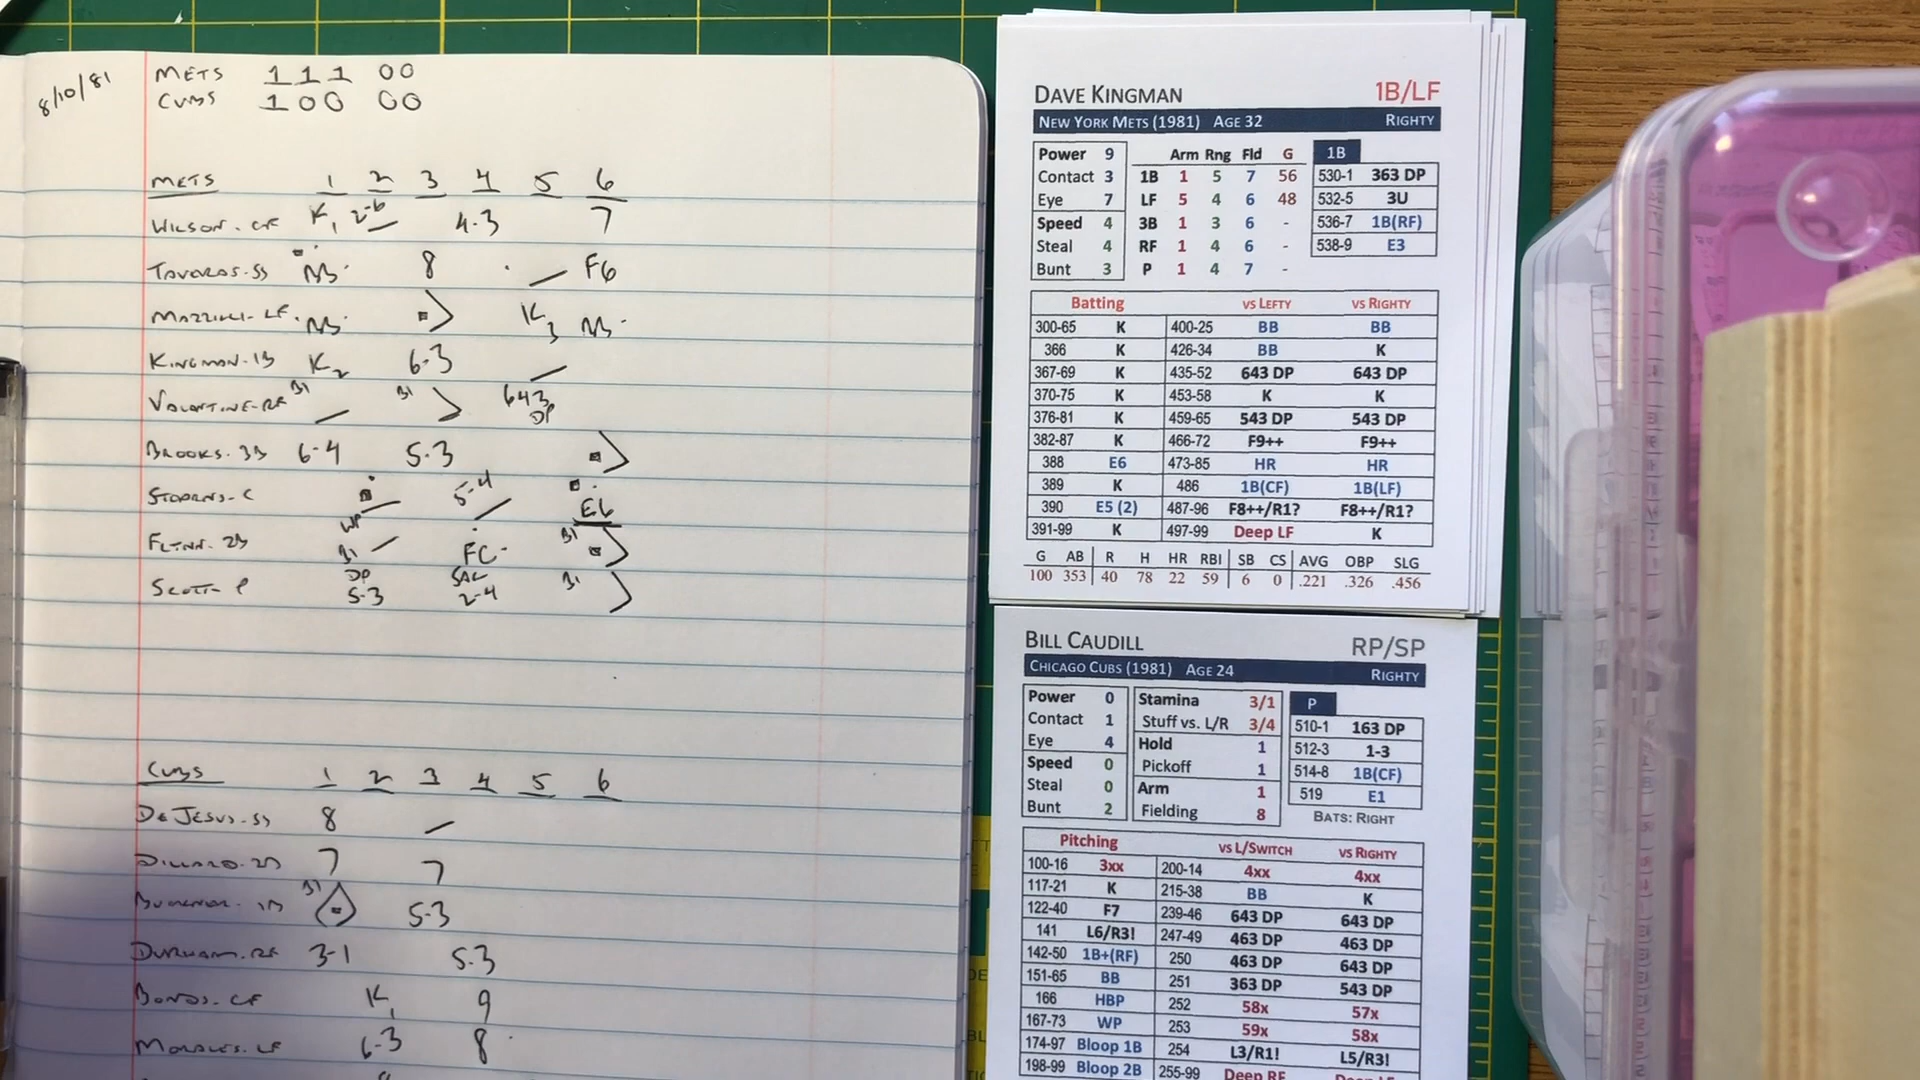 8/10/81
METS 1 1 1 0 0
CUBS 1 0 0 0 0
METS 1 2 3 4 5 6
WILSON. CF K1 2-6 4-3 7
TAVERAS-SS 8 F6
MAZZILLI-LF K3
KINGMAN-1B K2 6-3
VALENTINE-RF BI BI 643 DP
BROOKS. 3B 6-4 5-3
STEARNS-C WP 5-4 E6
FLYNN. 2B BI FC BI
SCOTT-P DP 5-3 SAC 2-4 BI
CUBS 1 2 3 4 5 6
DEJESUS-SS 8
DILLARD-2B 7 7
BUCKNER-1B BI 5-3
DURHAM.RF 3-1 5-3
BONDS-CF K1 9
MORALES-LF 6-3 8
DAVE KINGMAN 1B/LF
NEW YORK METS (1981) AGE 32 RIGHTY
Power 9 Arm Rng Fld G 1B
Contact 3 1B 1 5 7 56 530-1 363 DP
Eye 7 LF 5 4 6 48 532-5 3U
Speed 4 3B 1 3 6 - 536-7 1B(RF)
Steal 4 RF 1 4 6 - 538-9 E3
Bunt 3 P 1 4 7 -
Batting VS LEFTY VS RIGHTY
300-65 K 400-25 BB BB
366 K 426-34 BB K
367-69 K 435-52 643 DP 643 DP
370-75 K 453-58 K K
376-81 K 459-65 543 DP 543 DP
382-87 K 466-72 F9++ F9++
388 E6 473-85 HR HR
389 K 486 1B(CF) 1B(LF)
390 E5 (2) 487-96 F8++/R1? F8++/R1?
391-99 K 497-99 Deep LF K
G AB R H HR RBI SB CS AVG OBP SLG
100 353 40 78 22 59 6 0 .221 .326 .456
BILL CAUDILL RP/SP
CHICAGO CUBS (1981) AGE 24 RIGHTY
Power 0 Stamina 3/1 P
Contact 1 Stuff vs. L/R 3/4 510-1 163 DP
Eye 4 Hold 1 512-3 1-3
Speed 0 Pickoff 1 514-8 1B(CF)
Steal 0 Arm 1 519 E1
Bunt 2 Fielding 8 BATS: RIGHT
Pitching VS L/SWITCH VS RIGHTY
100-16 3xx 200-14 4xx 4xx
117-21 K 215-38 BB K
122-40 F7 239-46 643 DP 643 DP
141 L6/R3! 247-49 463 DP 463 DP
142-50 1B+(RF) 250 463 DP 643 DP
151-65 BB 251 363 DP 543 DP
166 HBP 252 58x 57x
167-73 WP 253 59x 58x
174-97 Bloop 1B 254 L3/R1! L5/R3!
198-99 Bloop 2B 255-99 Deep RF